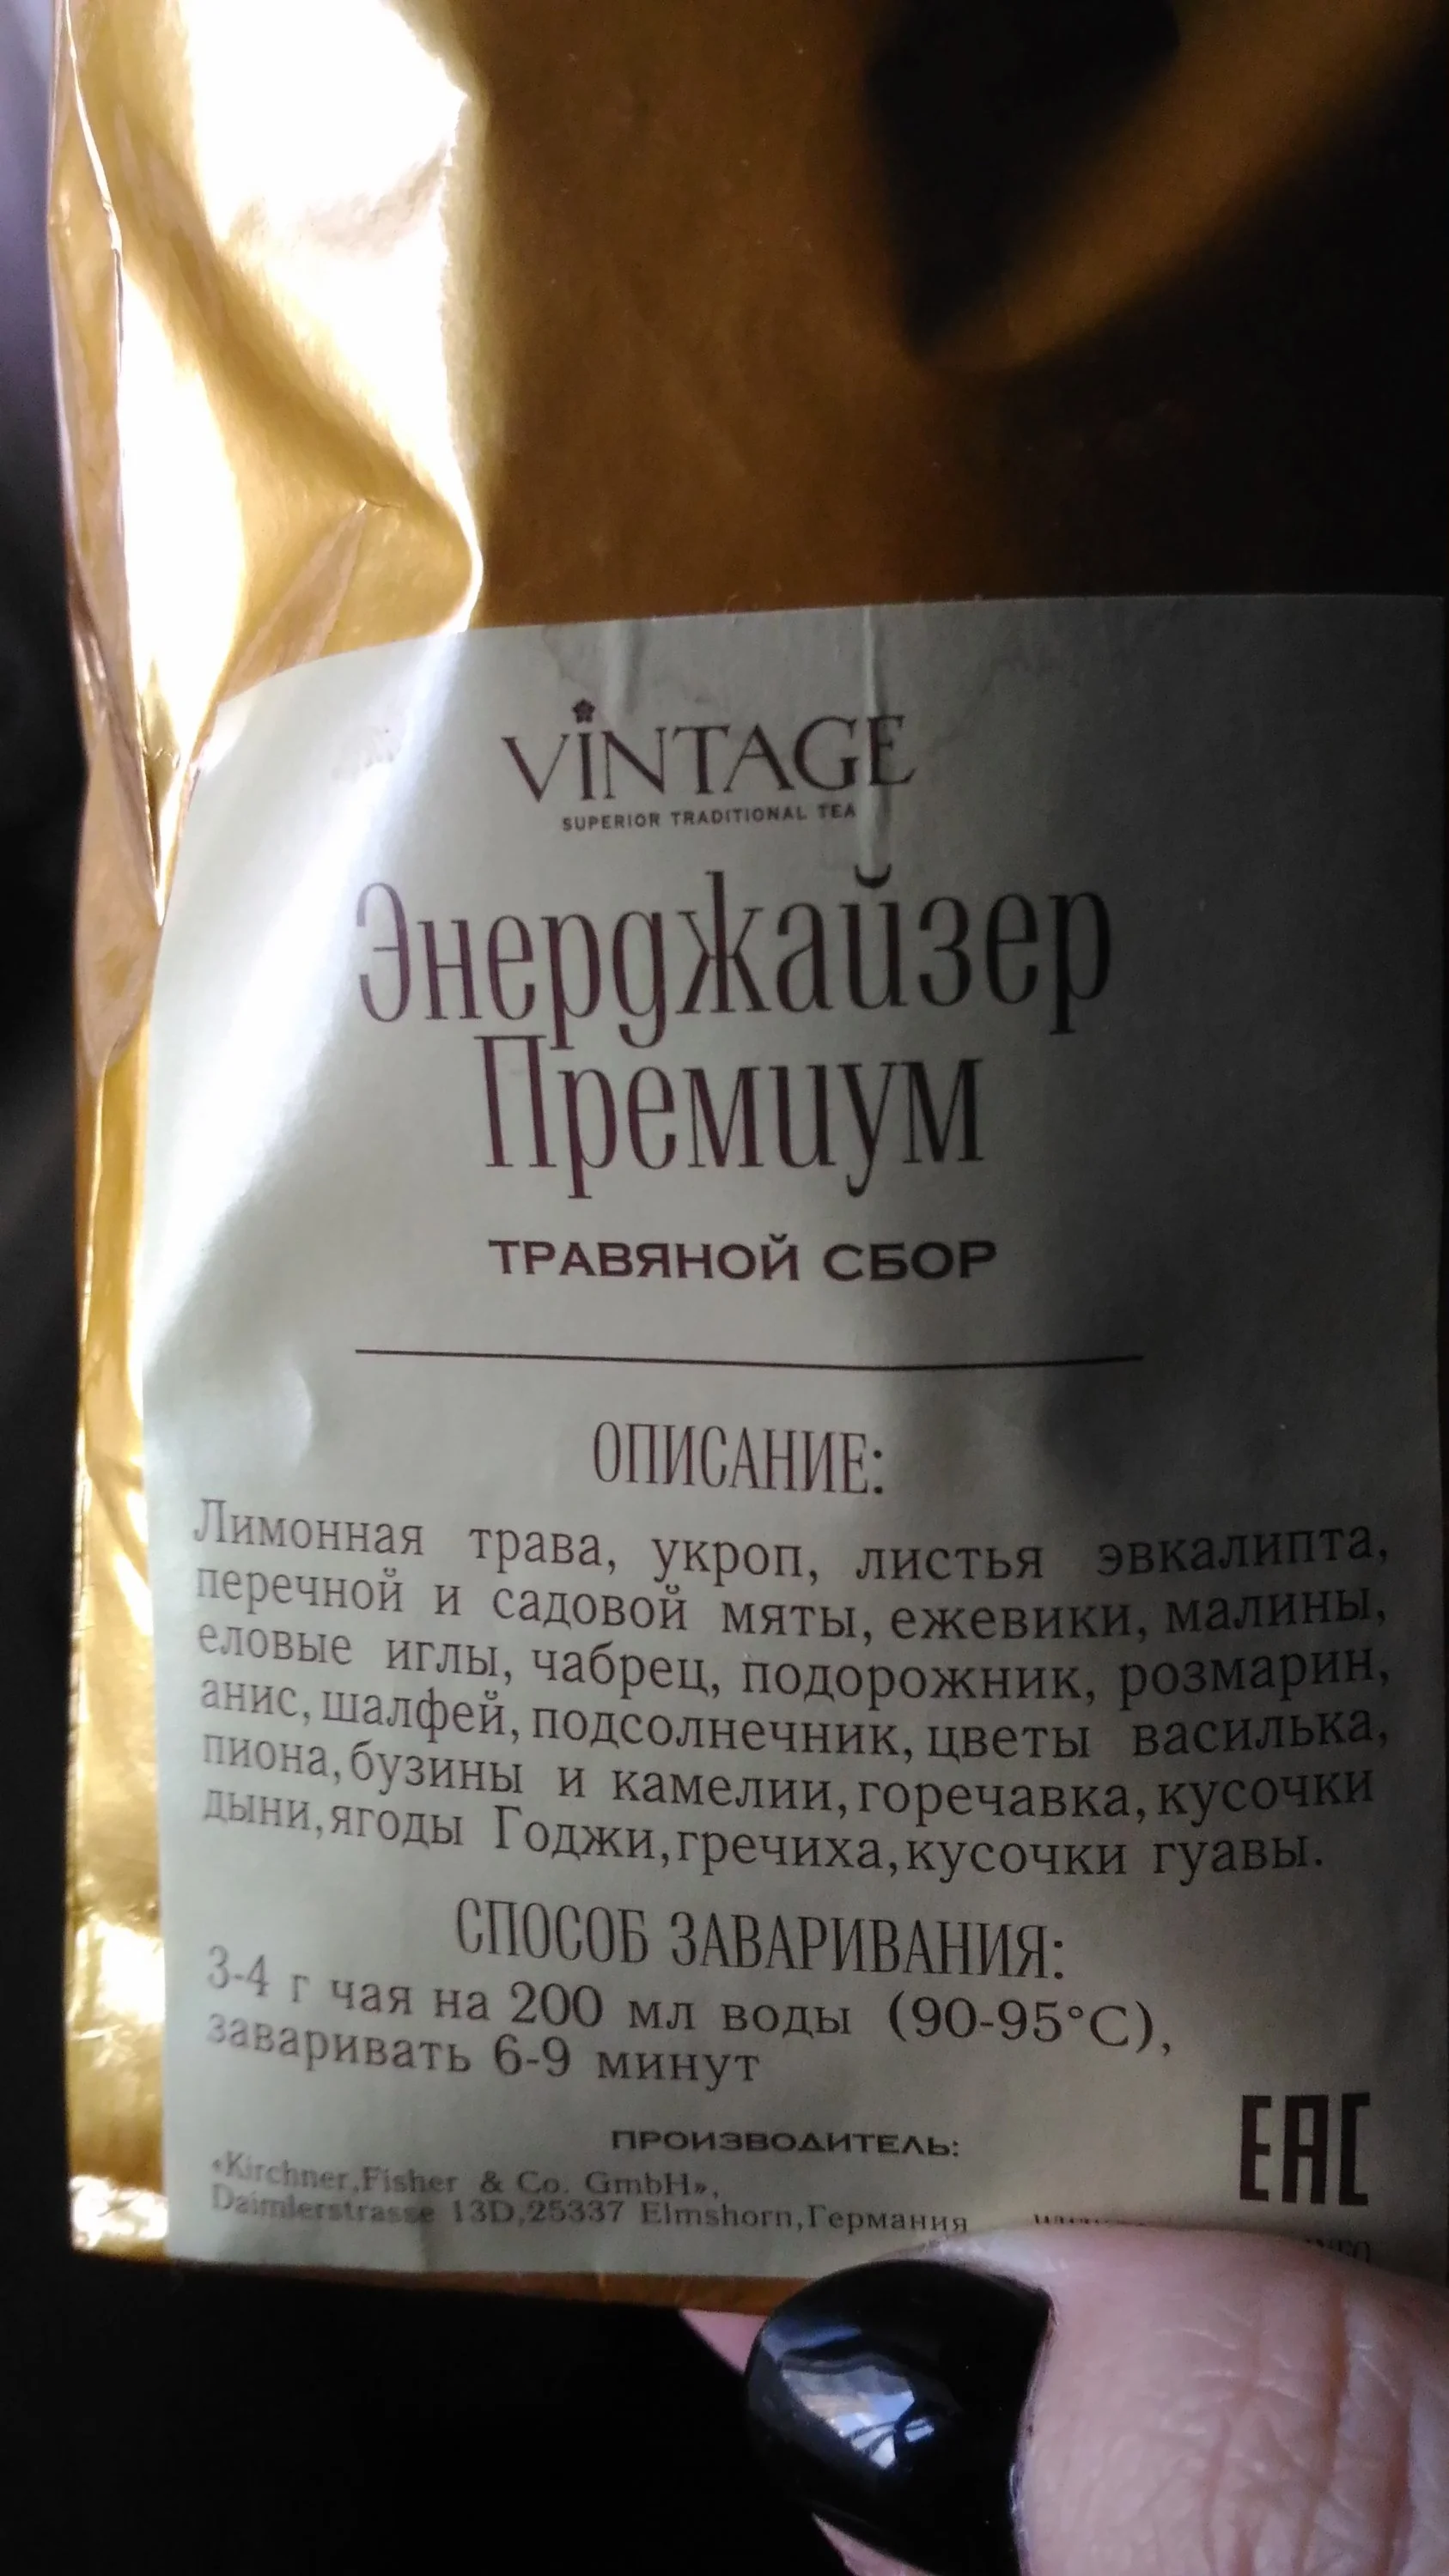 VINTAGE
SUPERIOR TRADITIONAL TEA
Энерджайзер
Премиум
ТРАВЯНОЙ СБОР
ОПИСАНИЕ:
Лимонная трава, укроп, листья эвкалипта,
перечной и садовой мяты, ежевики, малины,
еловые иглы, чабрец, подорожник, розмарин,
анис, шалфей, подсолнечник, цветы василька,
пиона, бузины и камелии, горечавка, кусочки
дыни, ягоды Годжи, гречиха, кусочки гуавы.
СПОСОБ ЗАВАРИВАНИЯ:
3-4 г чая на 200 мл воды (90-95°С),
заваривать 6-9 минут
ПРОИЗВОДИТЕЛЬ:
«Kirchner,Fisher & Co. GmbH»,
Daimlerstrasse 13D,25337 Elmshorn,Германия
EAC